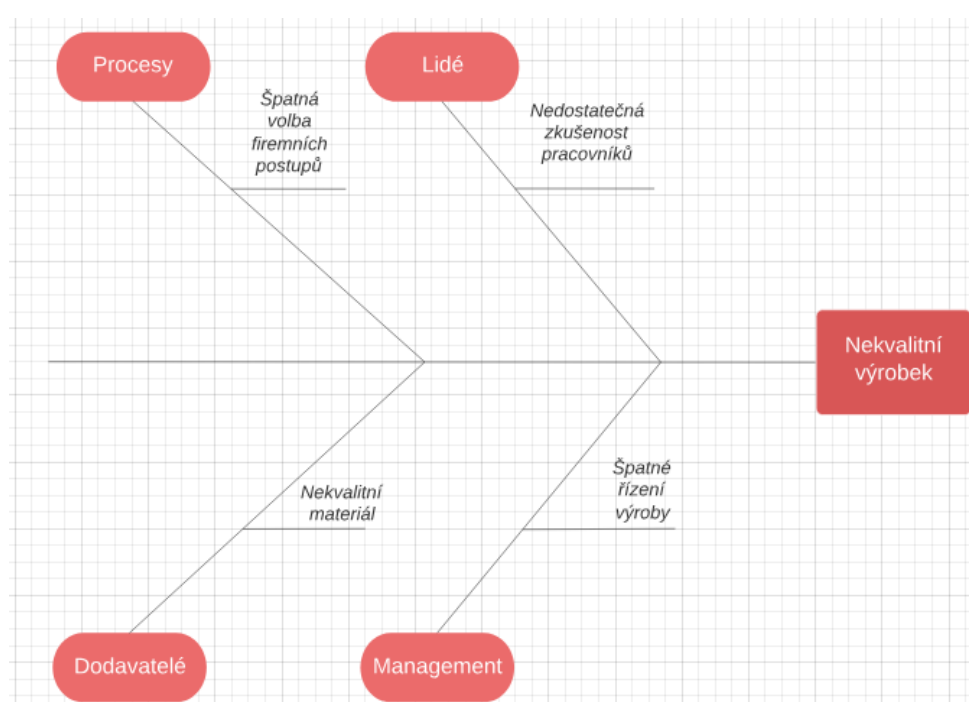 Procesy
Lidé
Špatná
volba
firemních
postupů
Nedostatečná
zkušenost
pracovníků
Nekvalitní
výrobek
Nekvalitní
materiál
Špatné
řízení
výroby
Dodavatelé
Management